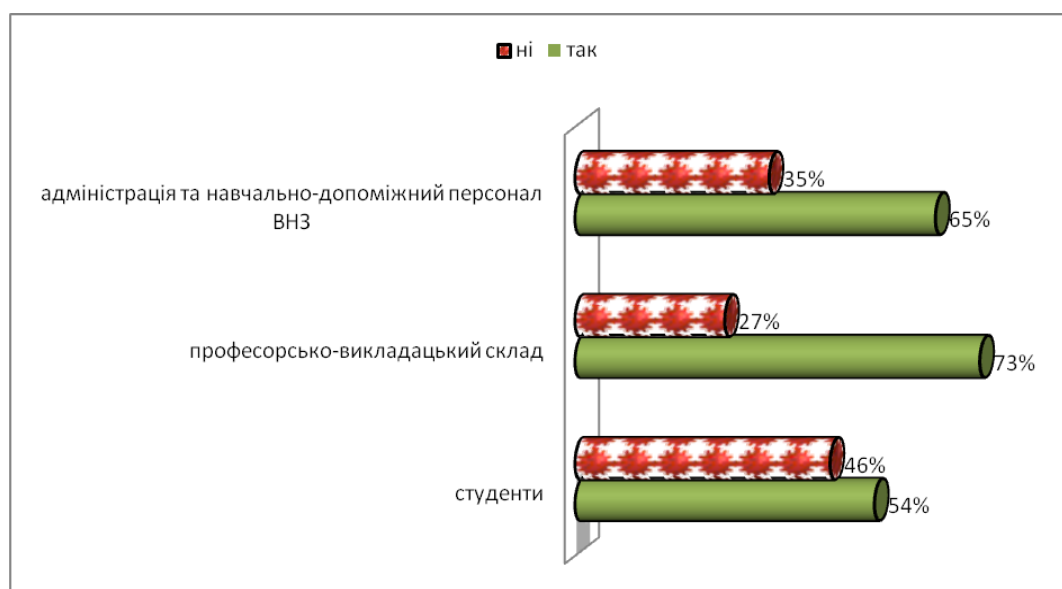 ні так
адміністрація та навчально-допоміжний персонал
ВНЗ
35%
65%
професорсько-викладацький склад
27%
73%
студенти
46%
54%